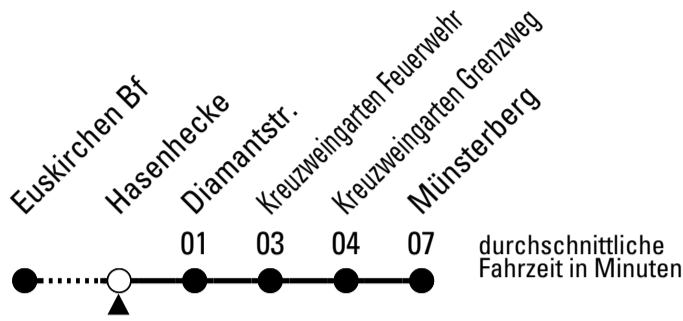 Euskirchen Bf
Hasenhecke
Diamantstr.
Kreuzweingarten Feuerwehr
Kreuzweingarten Grenzweg
Münsterberg
01 03 04 07
durchschnittliche
Fahrzeit in Minuten